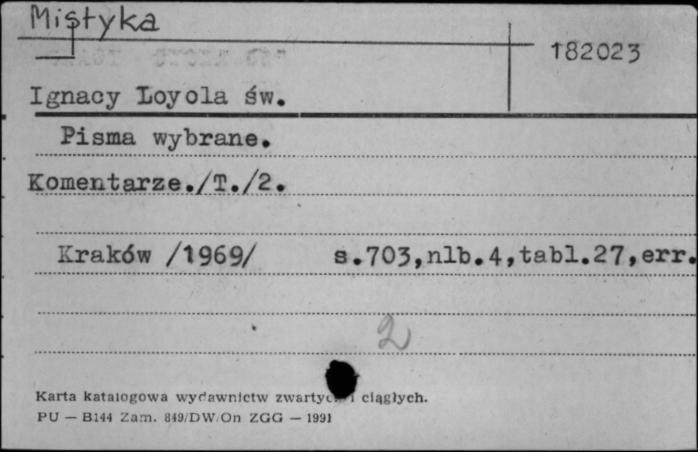 Mistyka
182023
Ignacy Loyola św.
Pisma wybrane.
Komentarze./T./2.
Kraków /1969/ s.703,nlb.4,tabl.27,err.
2
Karta katalogowa wydawnictw i ciągłych.
PU — B144 Zam. 849/DW/On ZGG — 1991